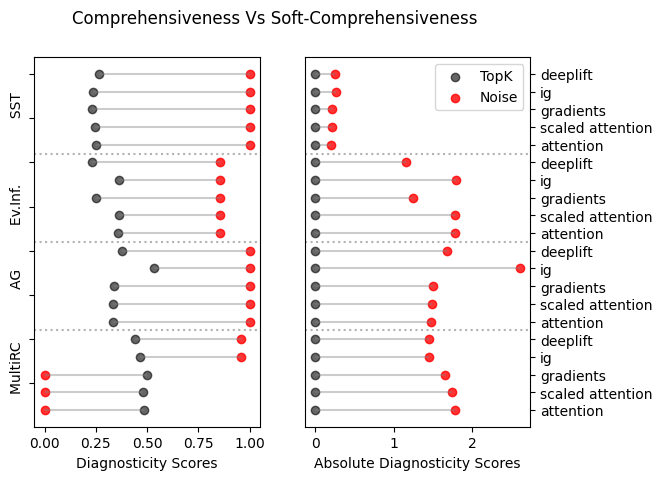 Comprehensiveness Vs Soft-Comprehensiveness
SST
Ev.Inf.
AG
MultiRC
0.00 0.25 0.50 0.75 1.00
Diagnosticity Scores
TopK
Noise
deeplift
ig
gradients
scaled attention
attention
deeplift
ig
gradients
scaled attention
attention
deeplift
ig
gradients
scaled attention
attention
deeplift
ig
gradients
scaled attention
attention
0 1 2
Absolute Diagnosticity Scores